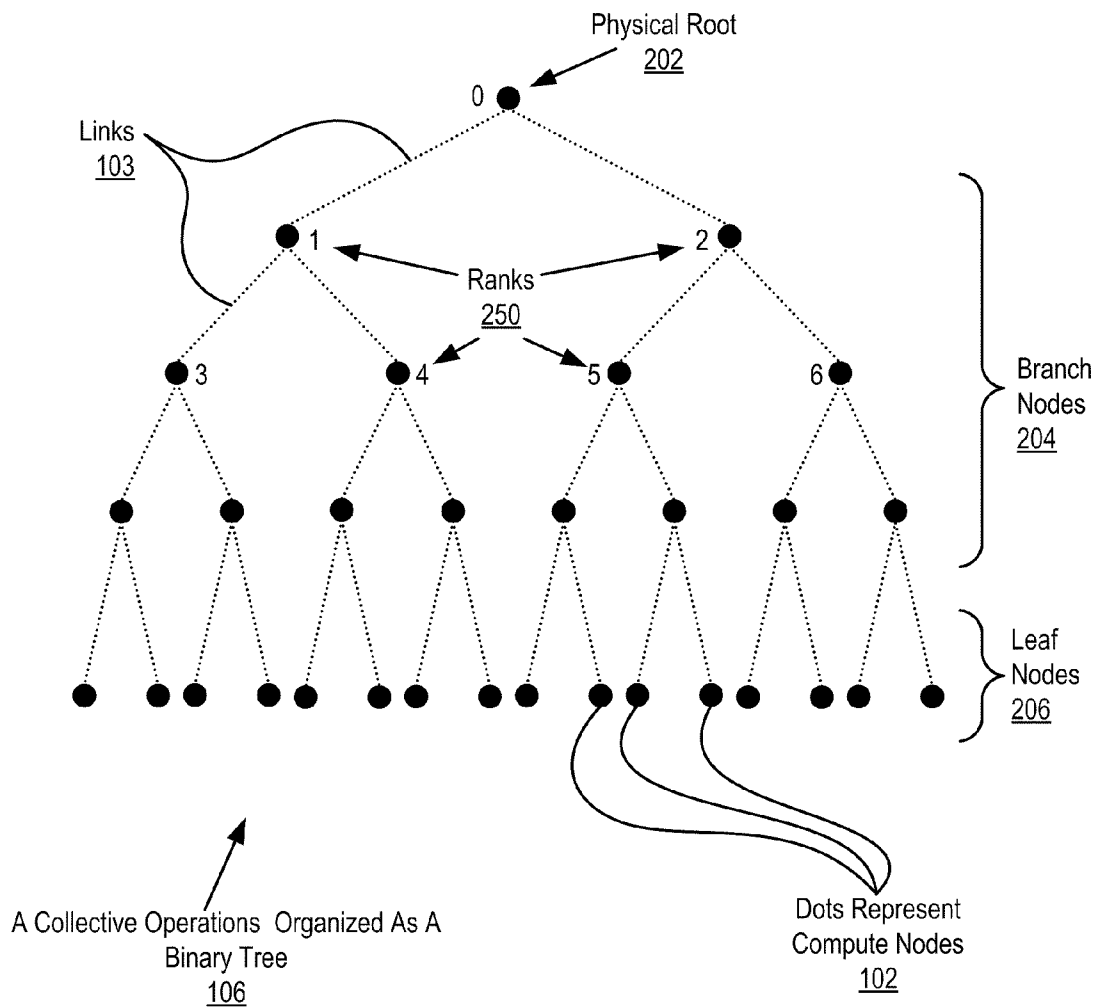 Physical Root
202
0
Links
103
1
2
Ranks
250
3
4
5
6
Branch
Nodes
204
Leaf
Nodes
206
A Collective Operations Organized As A
Binary Tree
106
Dots Represent
Compute Nodes
102